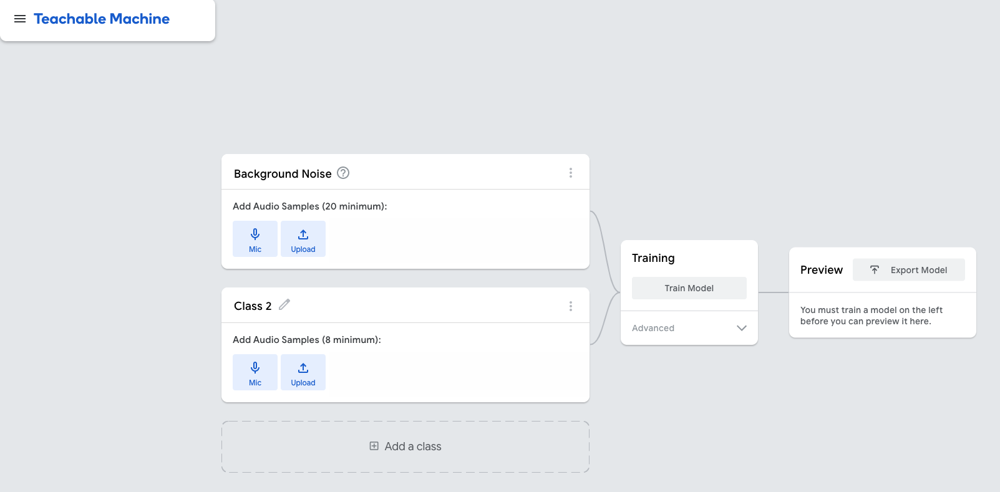 Teachable Machine
Background Noise
Add Audio Samples (20 minimum):
Mic
Upload
Class 2
Add Audio Samples (8 minimum):
Mic
Upload
Add a class
Training
Train Model
Advanced
Preview
Export Model
You must train a model on the left
before you can preview it here.